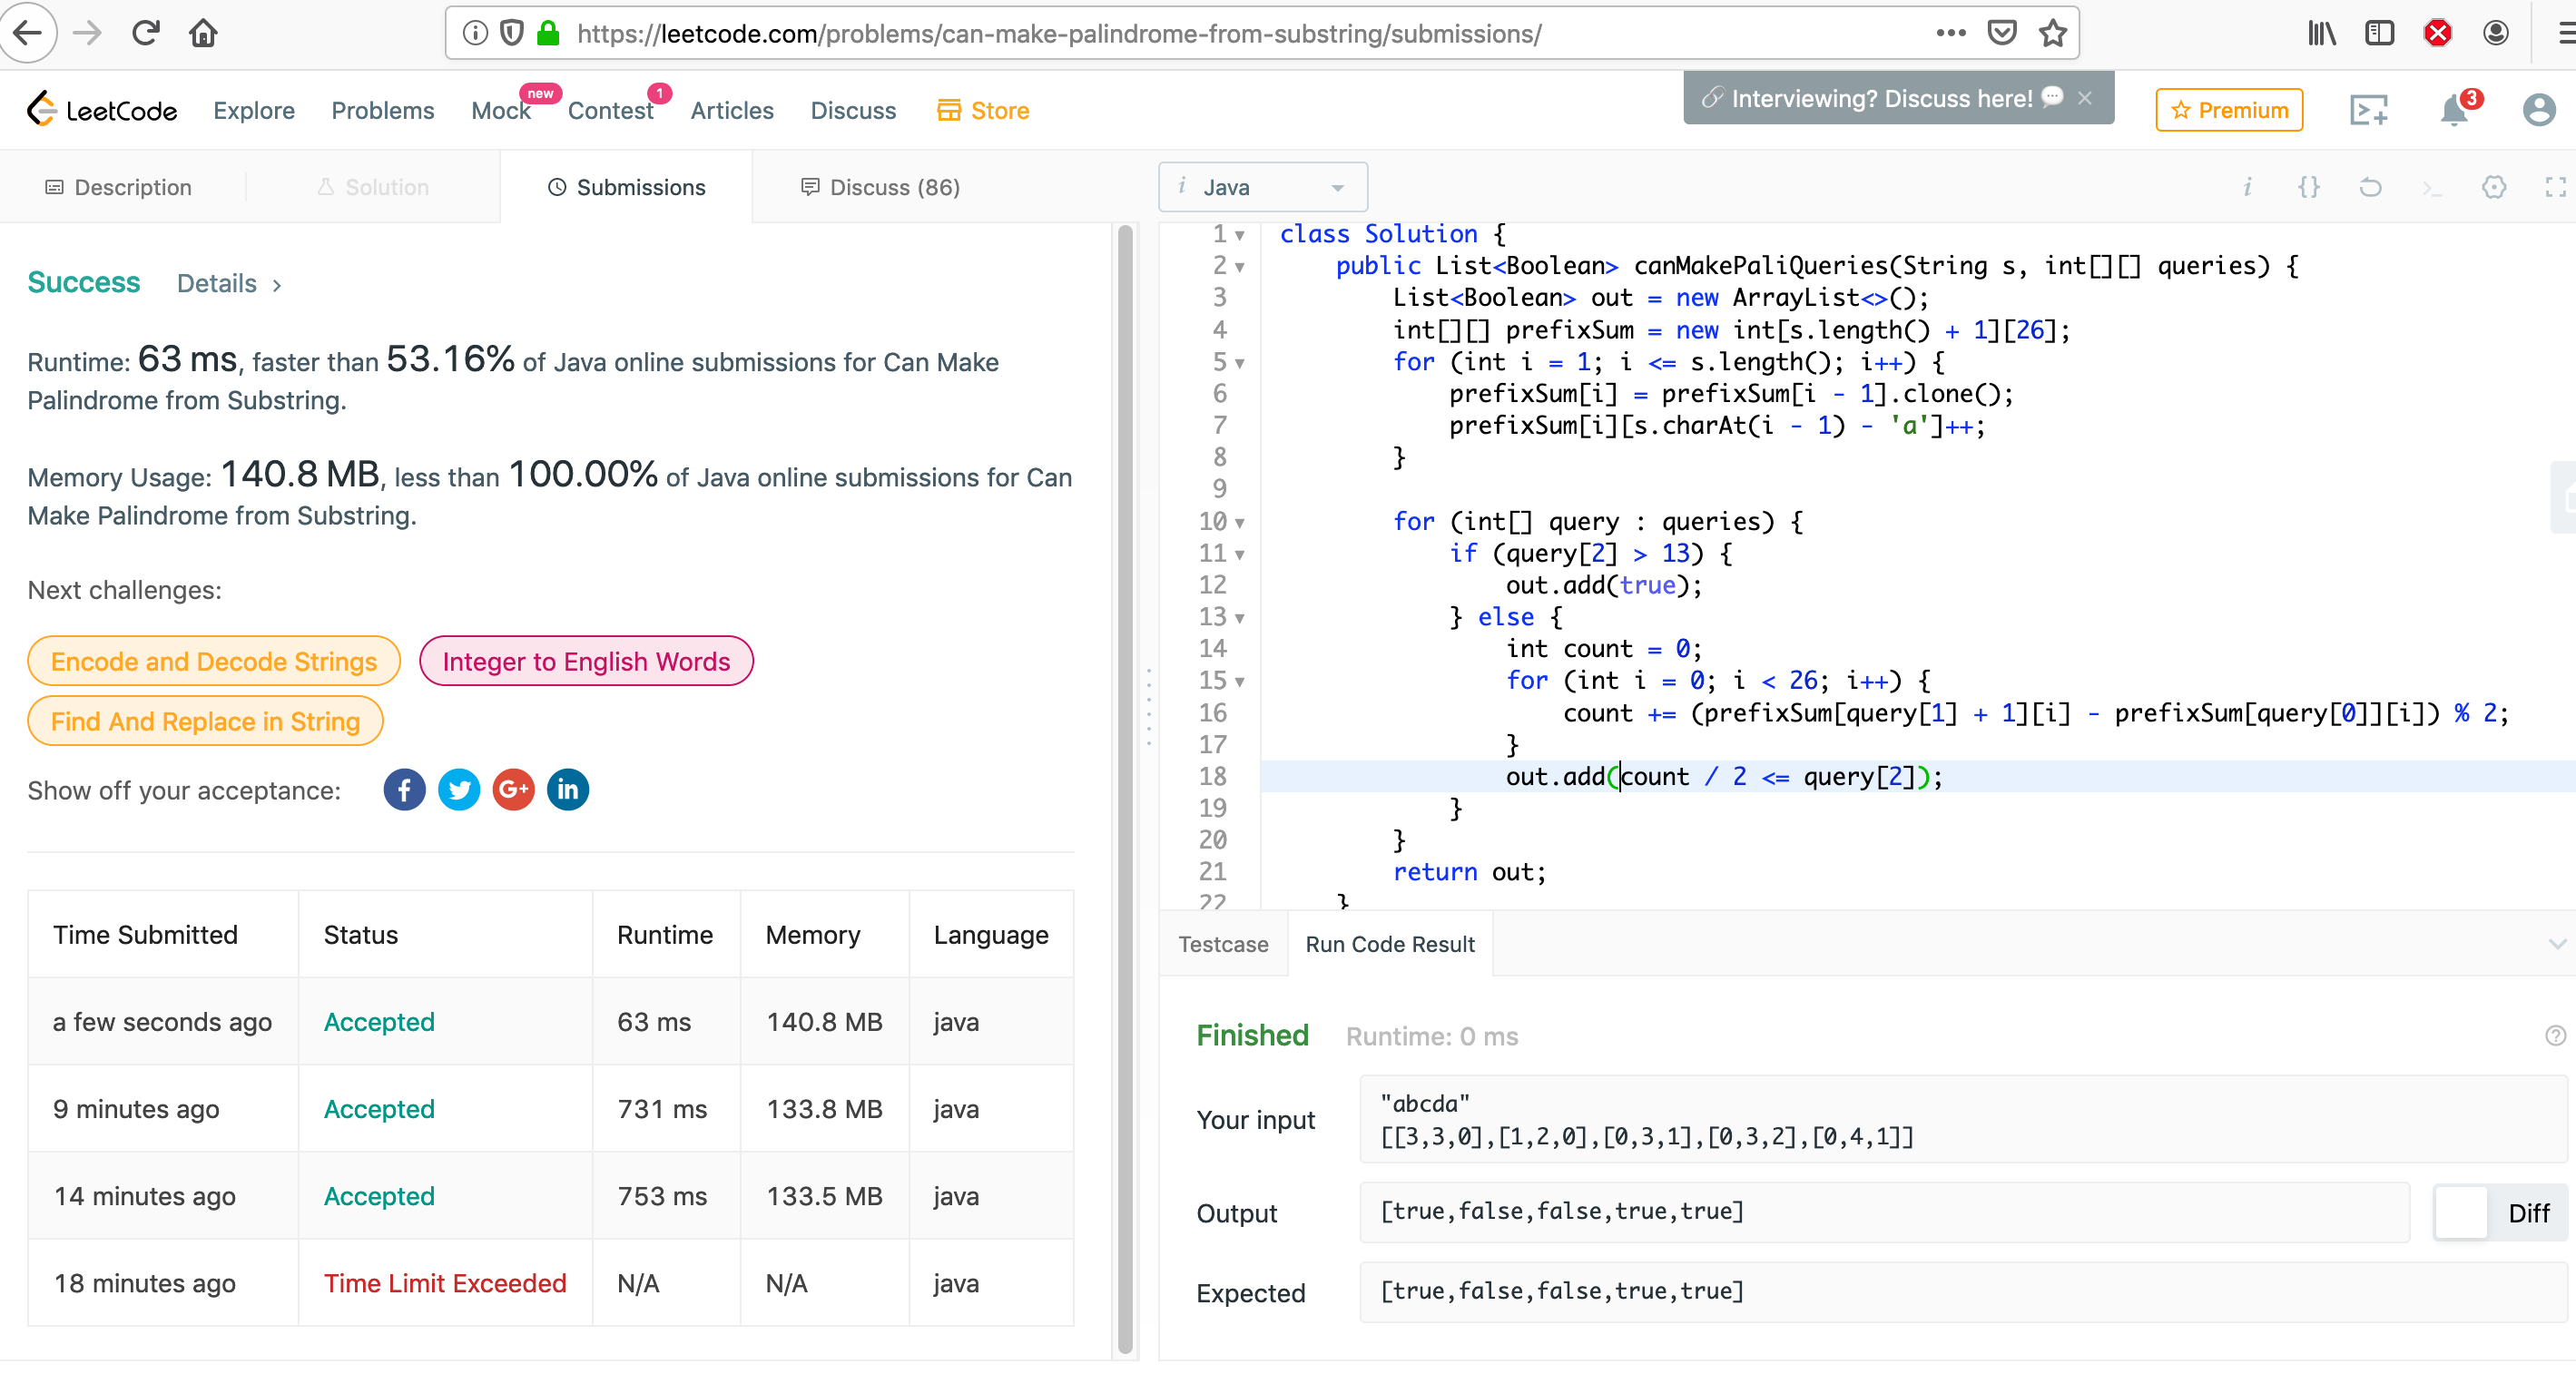 https://leetcode.com/problems/can-make-palindrome-from-substring/submissions/
LeetCode Explore Problems Mock new Contest 1 Articles Discuss Store
Interviewing? Discuss here!
Premium
3
Description Solution Submissions Discuss (86)
Success Details
Runtime: 63 ms, faster than 53.16% of Java online submissions for Can Make
Palindrome from Substring.
Memory Usage: 140.8 MB, less than 100.00% of Java online submissions for Can
Make Palindrome from Substring.
Next challenges:
Encode and Decode Strings Integer to English Words
Find And Replace in String
Show off your acceptance: f G+ in
Time Submitted Status Runtime Memory Language
a few seconds ago Accepted 63 ms 140.8 MB java
9 minutes ago Accepted 731 ms 133.8 MB java
14 minutes ago Accepted 753 ms 133.5 MB java
18 minutes ago Time Limit Exceeded N/A N/A java
i Java i {}
1 class Solution {
2 public List<Boolean> canMakePaliQueries(String s, int[][] queries) {
3 List<Boolean> out = new ArrayList<>();
4 int[][] prefixSum = new int[s.length() + 1][26];
5 for (int i = 1; i <= s.length(); i++) {
6 prefixSum[i] = prefixSum[i - 1].clone();
7 prefixSum[i][s.charAt(i - 1) - 'a']++;
8 }
9
10 for (int[] query : queries) {
11 if (query[2] > 13) {
12 out.add(true);
13 } else {
14 int count = 0;
15 for (int i = 0; i < 26; i++) {
16 count += (prefixSum[query[1] + 1][i] - prefixSum[query[0]][i]) % 2;
17 }
18 out.add(count / 2 <= query[2]);
19 }
20 }
21 return out;
22 }
Testcase Run Code Result
Finished Runtime: 0 ms
Your input
"abcda"
[[3,3,0],[1,2,0],[0,3,1],[0,3,2],[0,4,1]]
Output [true,false,false,true,true] Diff
Expected [true,false,false,true,true]